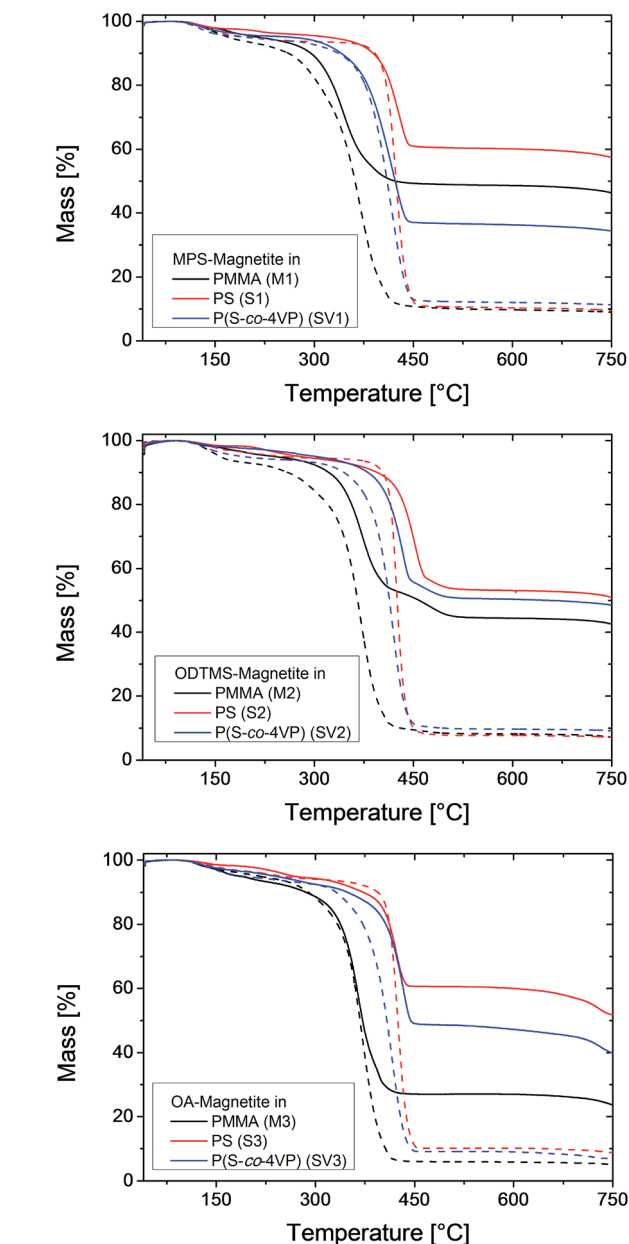 100
80
60
40
20
0
Mass [%]
MPS-Magnetite in
PMMA (M1)
PS (S1)
P(S-co-4VP) (SV1)
150 300 450 600 750
Temperature [°C]
100
80
60
40
20
0
Mass [%]
ODTMS-Magnetite in
PMMA (M2)
PS (S2)
P(S-co-4VP) (SV2)
150 300 450 600 750
Temperature [°C]
100
80
60
40
20
0
Mass [%]
OA-Magnetite in
PMMA (M3)
PS (S3)
P(S-co-4VP) (SV3)
150 300 450 600 750
Temperature [°C]